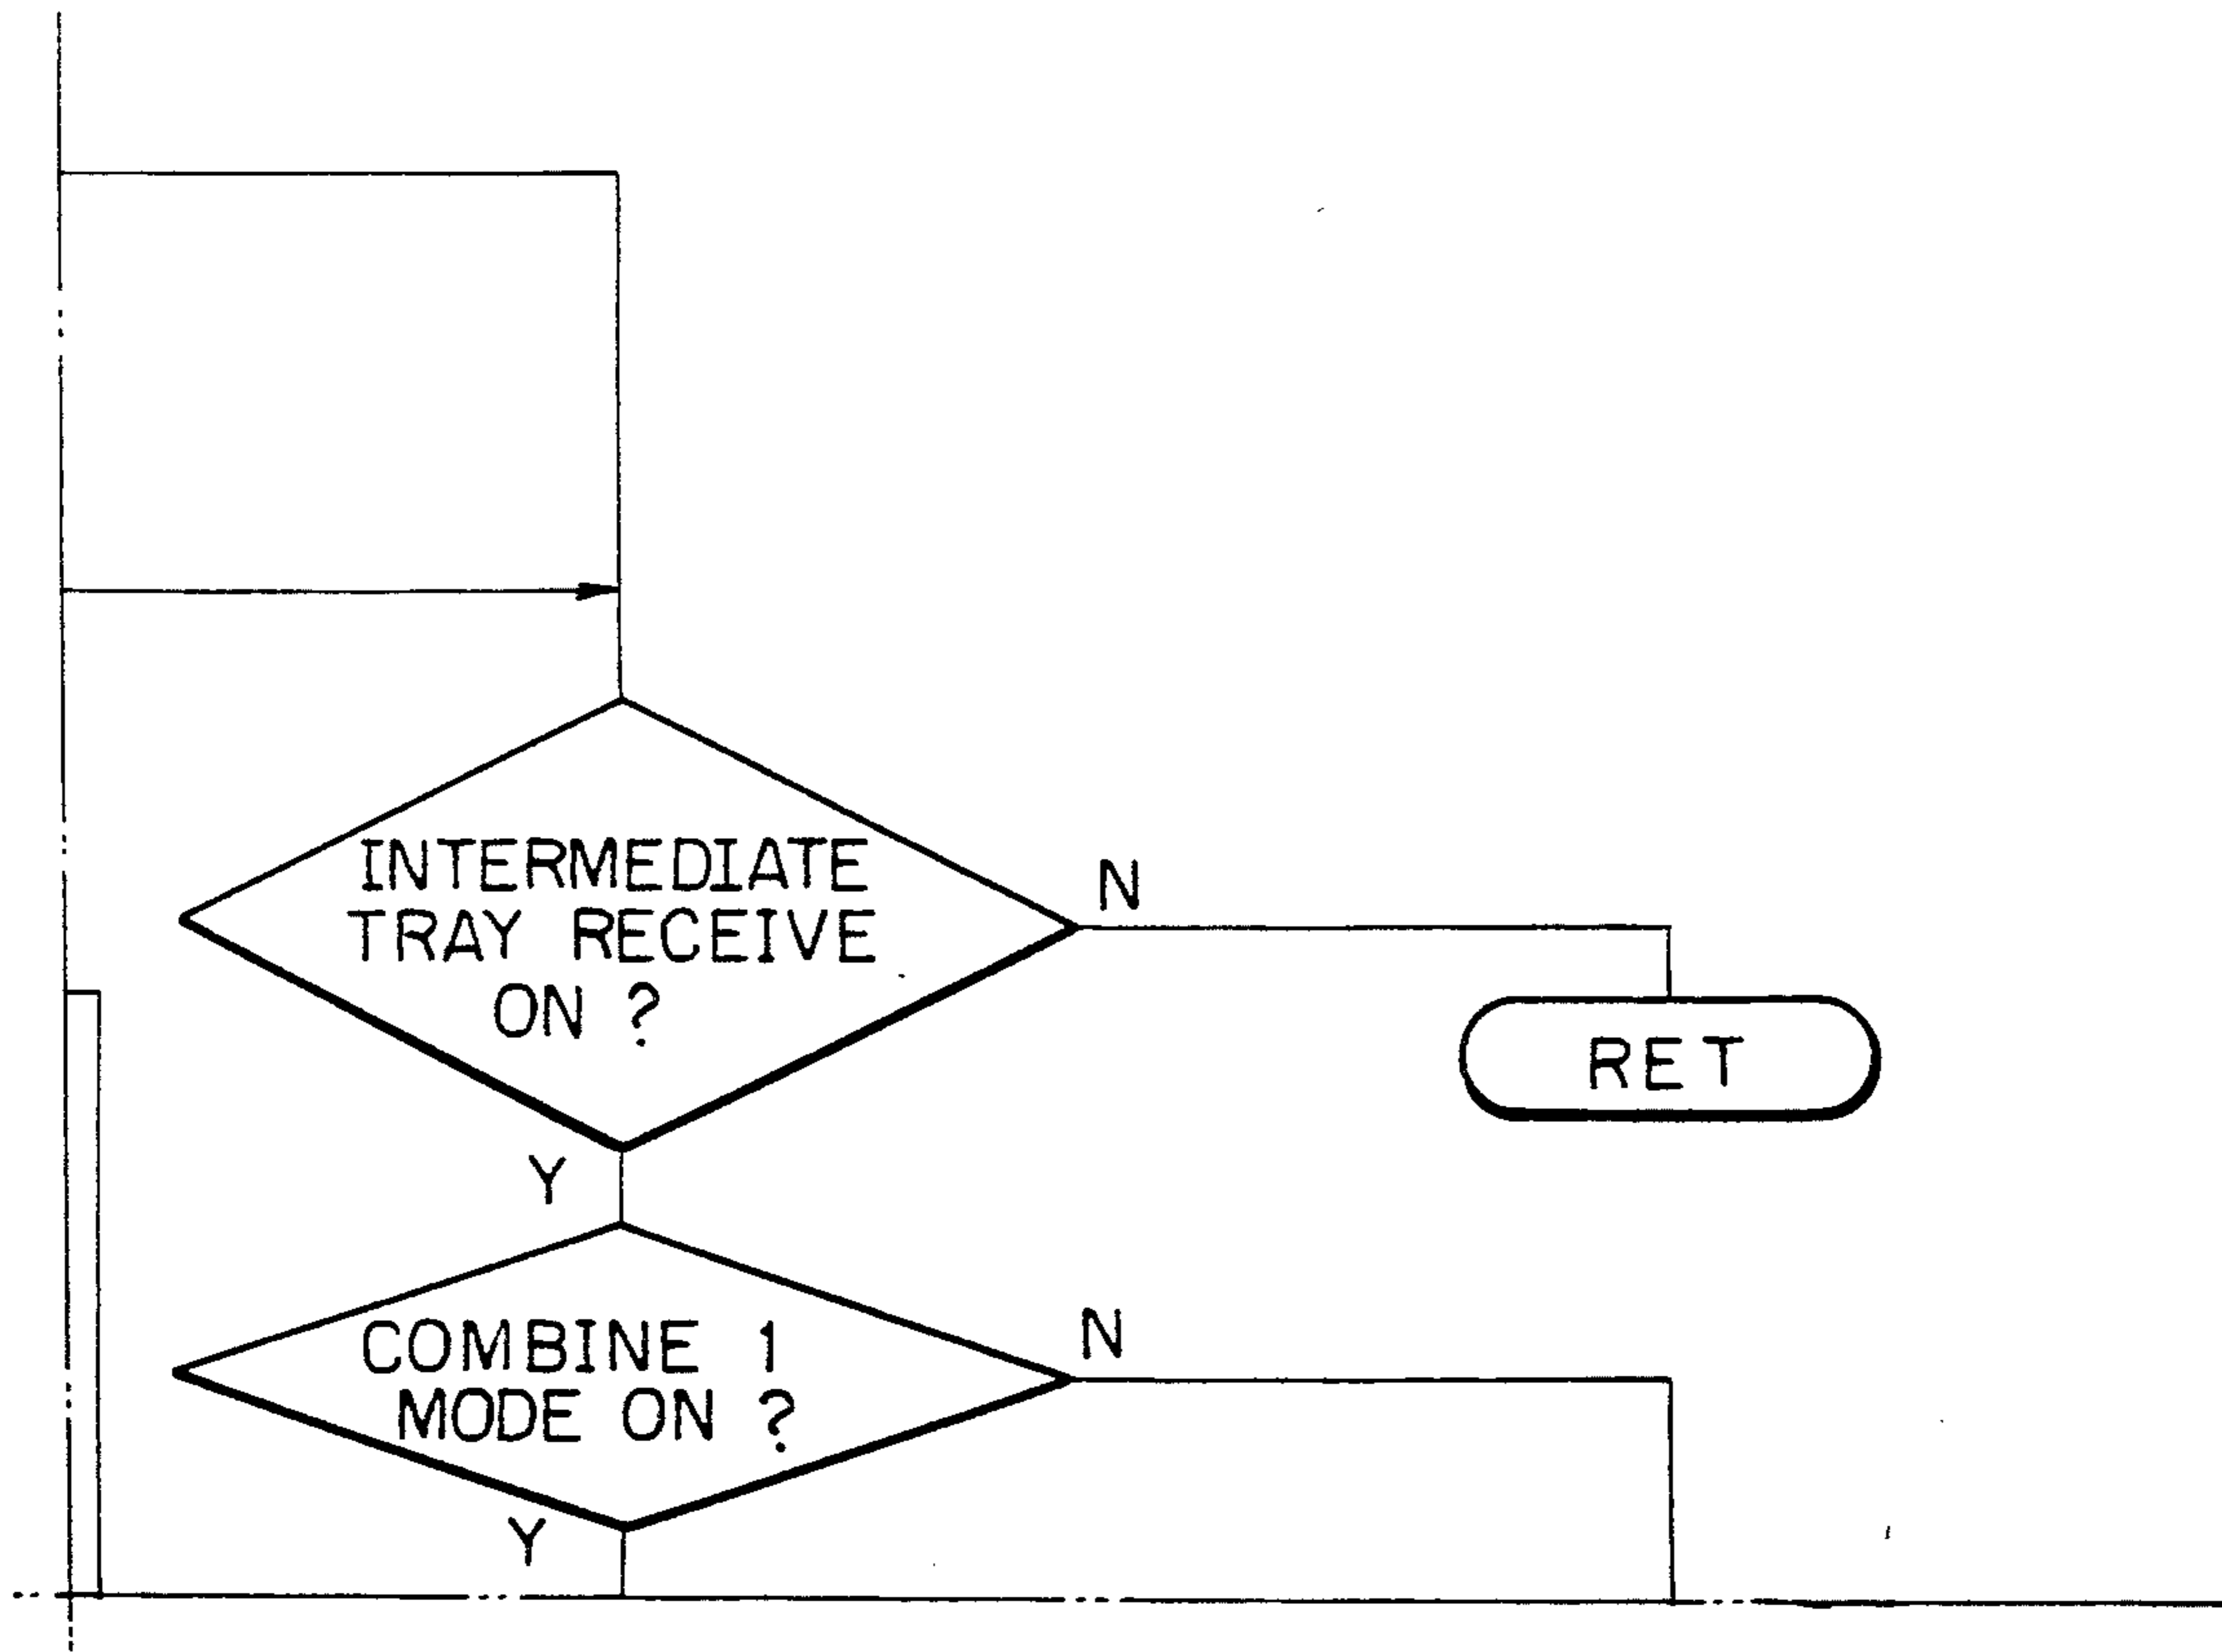 INTERMEDIATE
TRAY RECEIVE
ON ?
N
RET
Y
COMBINE 1
MODE ON ?
N
Y